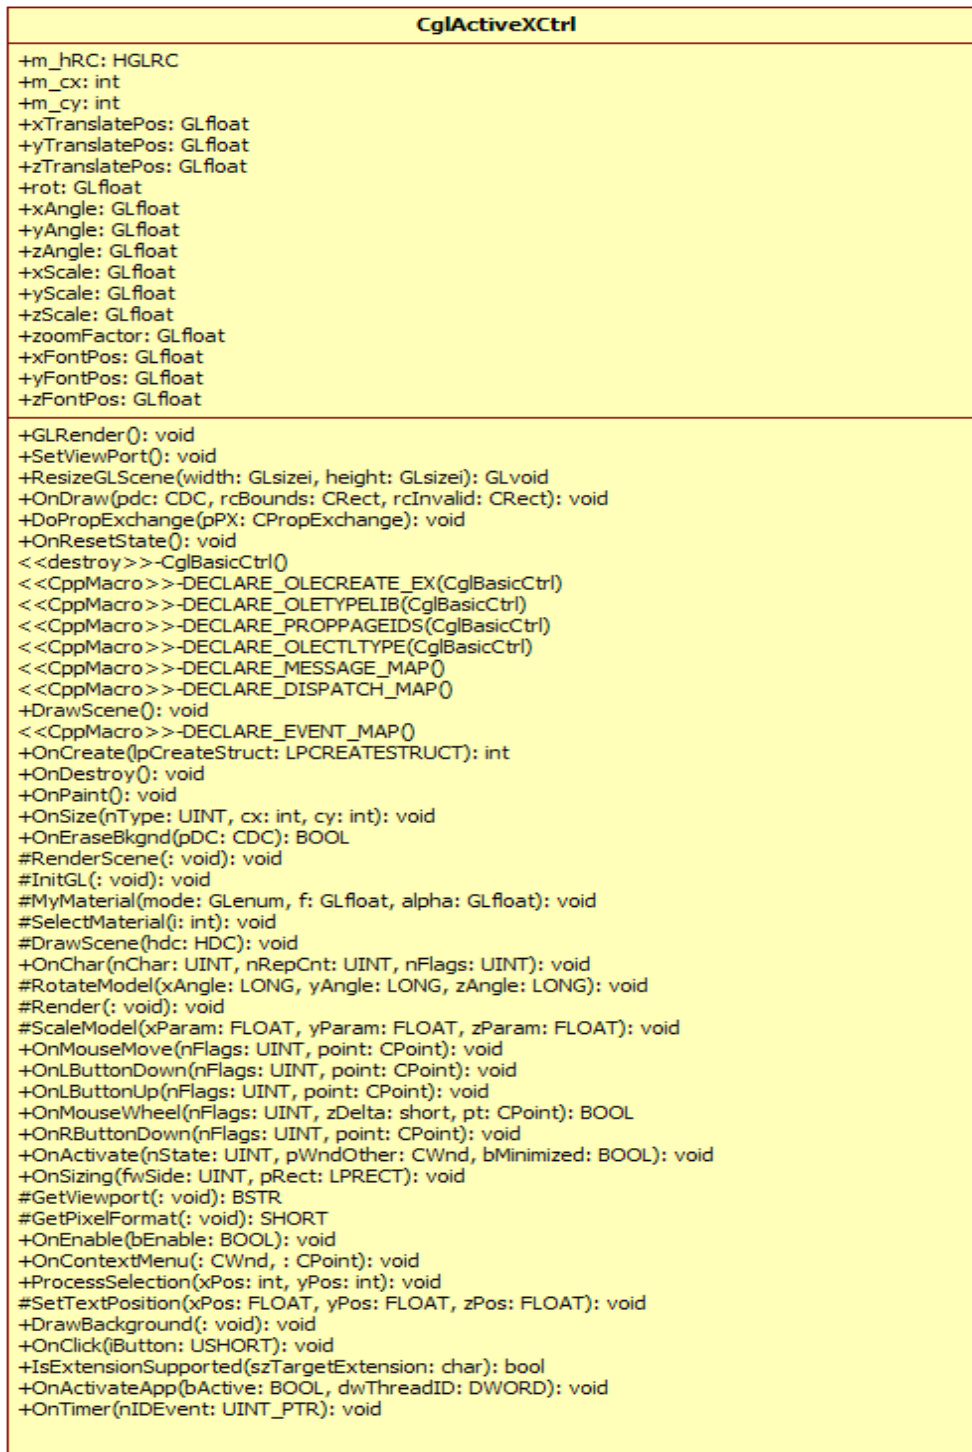 CglActiveXCtrl
+m_hRC: HGLRC
+m_cx: int
+m_cy: int
+xTranslatePos: GLfloat
+yTranslatePos: GLfloat
+zTranslatePos: GLfloat
+rot: GLfloat
+xAngle: GLfloat
+yAngle: GLfloat
+zAngle: GLfloat
+xScale: GLfloat
+yScale: GLfloat
+zScale: GLfloat
+zoomFactor: GLfloat
+xFontPos: GLfloat
+yFontPos: GLfloat
+zFontPos: GLfloat
+GLRender(): void
+SetViewPort(): void
+ResizeGLScene(width: GLsizei, height: GLsizei): GLvoid
+OnDraw(pdc: CDC, rcBounds: CRect, rcInvalid: CRect): void
+DoPropExchange(pPX: CPropExchange): void
+OnResetState(): void
<<destroy>>-CglBasicCtrl()
<<CppMacro>>-DECLARE_OLECREATE_EX(CglBasicCtrl)
<<CppMacro>>-DECLARE_OLETYPELIB(CglBasicCtrl)
<<CppMacro>>-DECLARE_PROPPAGEIDS(CglBasicCtrl)
<<CppMacro>>-DECLARE_OLECTLTYPE(CglBasicCtrl)
<<CppMacro>>-DECLARE_MESSAGE_MAP()
<<CppMacro>>-DECLARE_DISPATCH_MAP()
+DrawScene(): void
<<CppMacro>>-DECLARE_EVENT_MAP()
+OnCreate(lpCreateStruct: LPCREATESTRUCT): int
+OnDestroy(): void
+OnPaint(): void
+OnSize(nType: UINT, cx: int, cy: int): void
+OnEraseBkgnd(pDC: CDC): BOOL
#RenderScene(: void): void
#InitGL(: void): void
#MyMaterial(mode: GLenum, f: GLfloat, alpha: GLfloat): void
#SelectMaterial(i: int): void
#DrawScene(hdc: HDC): void
+OnChar(nChar: UINT, nRepCnt: UINT, nFlags: UINT): void
#RotateModel(xAngle: LONG, yAngle: LONG, zAngle: LONG): void
#Render(: void): void
#ScaleModel(xParam: FLOAT, yParam: FLOAT, zParam: FLOAT): void
+OnMouseMove(nFlags: UINT, point: CPoint): void
+OnLButtonDown(nFlags: UINT, point: CPoint): void
+OnLButtonUp(nFlags: UINT, point: CPoint): void
+OnMouseWheel(nFlags: UINT, zDelta: short, pt: CPoint): BOOL
+OnRButtonDown(nFlags: UINT, point: CPoint): void
+OnActivate(nState: UINT, pWndOther: CWnd, bMinimized: BOOL): void
+OnSizing(fwSide: UINT, pRect: LPRECT): void
#GetViewport(: void): BSTR
#GetPixelFormat(: void): SHORT
+OnEnable(bEnable: BOOL): void
+OnContextMenu(: CWnd, : CPoint): void
+ProcessSelection(xPos: int, yPos: int): void
#SetTextPosition(xPos: FLOAT, yPos: FLOAT, zPos: FLOAT): void
+DrawBackground(: void): void
+OnClick(iButton: USHORT): void
+IsExtensionSupported(szTargetExtension: char): bool
+OnActivateApp(bActive: BOOL, dwThreadID: DWORD): void
+OnTimer(nIDEvent: UINT_PTR): void